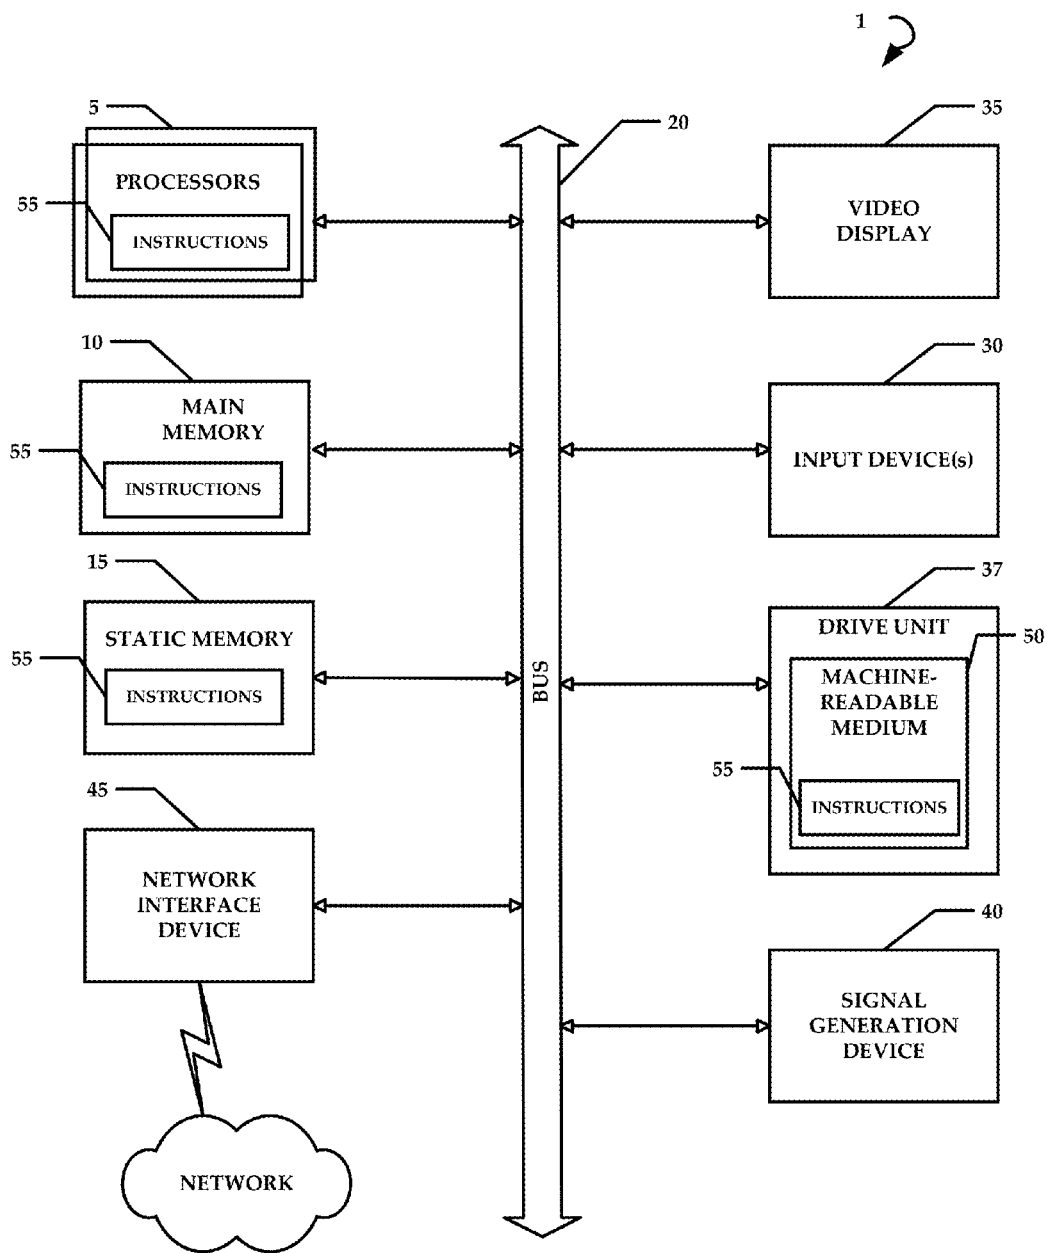 1
5
PROCESSORS
55
INSTRUCTIONS
10
MAIN
MEMORY
55
INSTRUCTIONS
15
STATIC MEMORY
55
INSTRUCTIONS
45
NETWORK
INTERFACE
DEVICE
NETWORK
20
BUS
35
VIDEO
DISPLAY
30
INPUT DEVICE(s)
37
DRIVE UNIT
50
MACHINE-
READABLE
MEDIUM
55
INSTRUCTIONS
40
SIGNAL
GENERATION
DEVICE